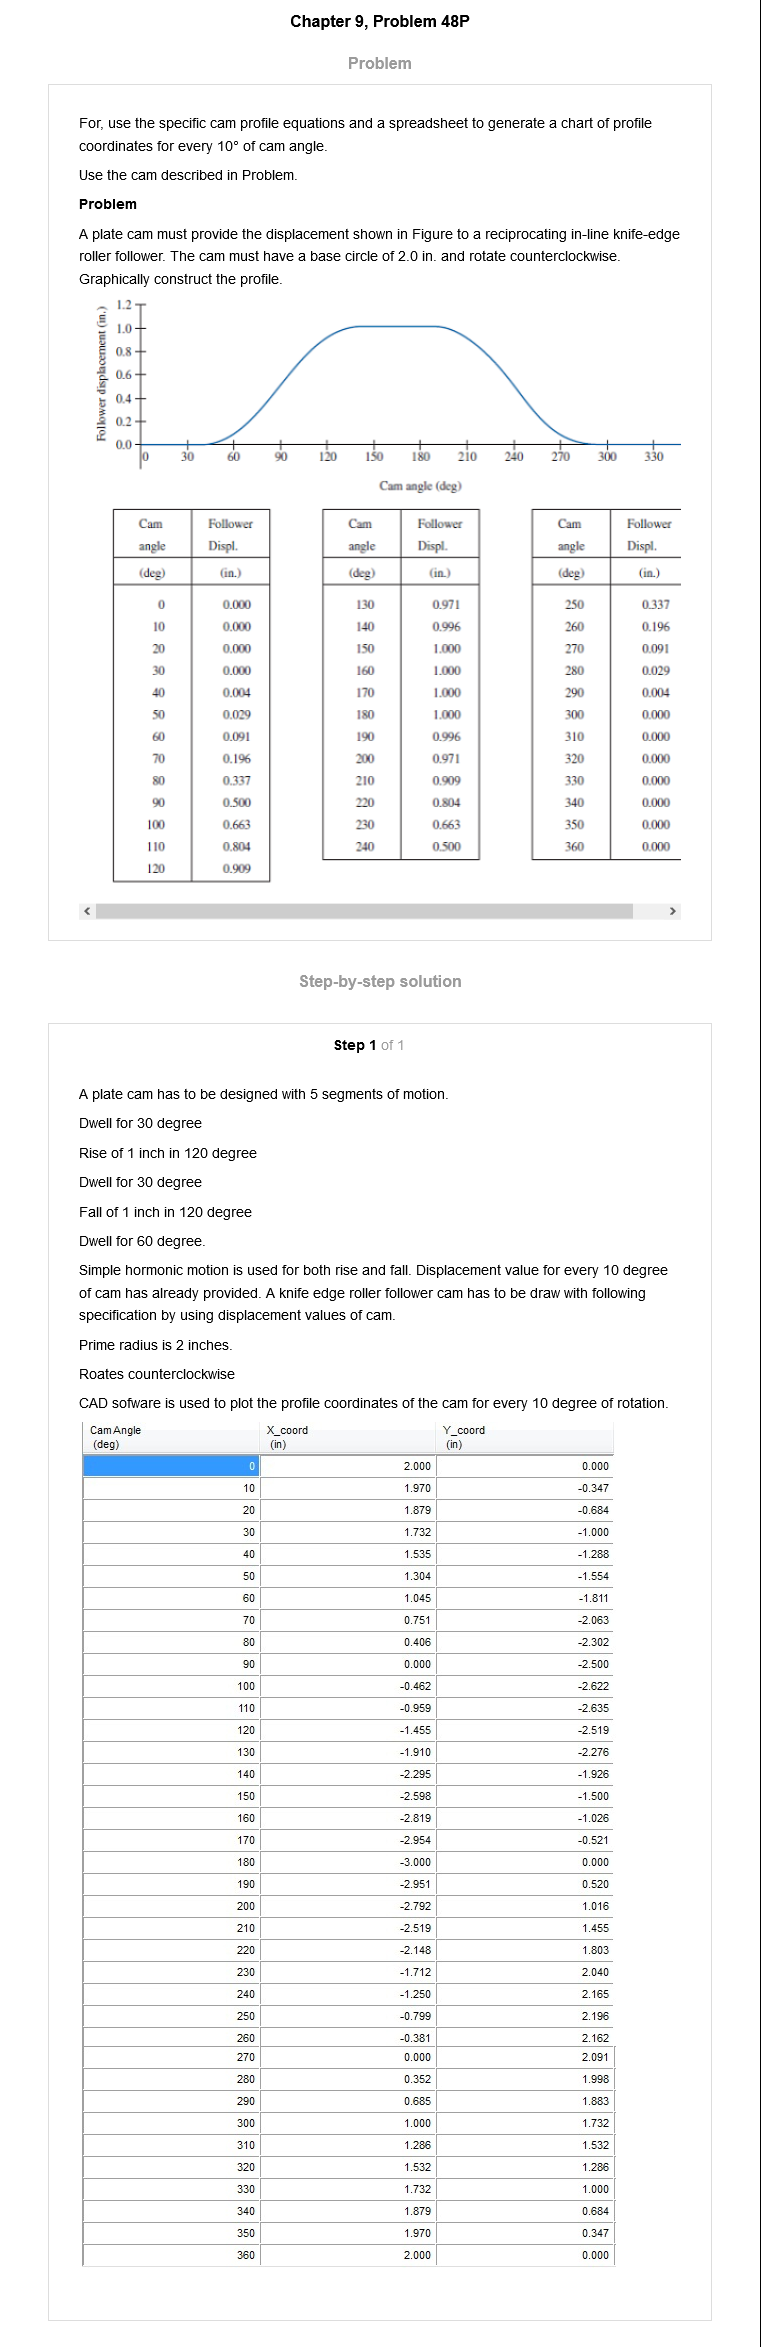 Chapter 9, Problem 48P
Problem
For, use the specific cam profile equations and a spreadsheet to generate a chart of profile
coordinates for every 10° of cam angle.
Use the cam described in Problem.
Problem
A plate cam must provide the displacement shown in Figure to a reciprocating in-line knife-edge
roller follower. The cam must have a base circle of 2.0 in. and rotate counterclockwise.
Graphically construct the profile.
Follower displacement (in.)
1.2
1.0
0.8
0.6
0.4
0.2
0.0
0 30 60 90 120 150 180 210 240 270 300 330
Cam angle (deg)
Cam Follower Cam Follower Cam Follower
angle Displ. angle Displ. angle Displ.
(deg) (in.) (deg) (in.) (deg) (in.)
0 0.000 130 0.971 250 0.337
10 0.000 140 0.996 260 0.196
20 0.000 150 1.000 270 0.091
30 0.000 160 1.000 280 0.029
40 0.004 170 1.000 290 0.004
50 0.029 180 1.000 300 0.000
60 0.091 190 0.996 310 0.000
70 0.196 200 0.971 320 0.000
80 0.337 210 0.909 330 0.000
90 0.500 220 0.804 340 0.000
100 0.663 230 0.663 350 0.000
110 0.804 240 0.500 360 0.000
120 0.909
Step-by-step solution
Step 1 of 1
A plate cam has to be designed with 5 segments of motion.
Dwell for 30 degree
Rise of 1 inch in 120 degree
Dwell for 30 degree
Fall of 1 inch in 120 degree
Dwell for 60 degree.
Simple hormonic motion is used for both rise and fall. Displacement value for every 10 degree
of cam has already provided. A knife edge roller follower cam has to be draw with following
specification by using displacement values of cam.
Prime radius is 2 inches.
Roates counterclockwise
CAD sofware is used to plot the profile coordinates of the cam for every 10 degree of rotation.
Cam Angle X_coord Y_coord
(deg) (in) (in)
0 2.000 0.000
10 1.970 -0.347
20 1.879 -0.684
30 1.732 -1.000
40 1.535 -1.288
50 1.304 -1.554
60 1.045 -1.811
70 0.751 -2.063
80 0.406 -2.302
90 0.000 -2.500
100 -0.462 -2.622
110 -0.959 -2.635
120 -1.455 -2.519
130 -1.910 -2.276
140 -2.295 -1.926
150 -2.598 -1.500
160 -2.819 -1.026
170 -2.954 -0.521
180 -3.000 0.000
190 -2.951 0.520
200 -2.792 1.016
210 -2.519 1.455
220 -2.148 1.803
230 -1.712 2.040
240 -1.250 2.165
250 -0.799 2.196
260 -0.381 2.162
270 0.000 2.091
280 0.352 1.998
290 0.685 1.883
300 1.000 1.732
310 1.286 1.532
320 1.532 1.286
330 1.732 1.000
340 1.879 0.684
350 1.970 0.347
360 2.000 0.000